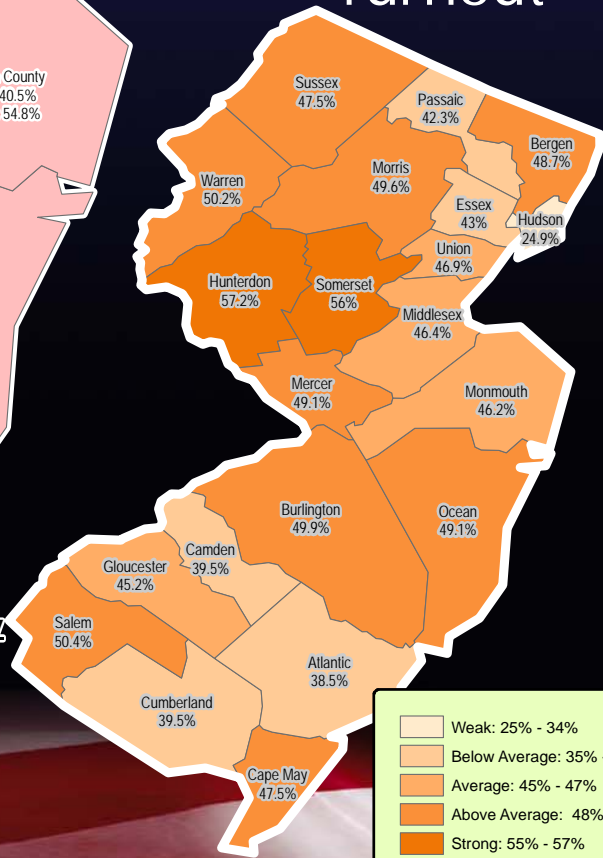 Turnout
County
40.5%
54.8%
Sussex
47.5%
Passaic
42.3%
Bergen
48.7%
Warren
50.2%
Morris
49.6%
Essex
43%
Hudson
24.9%
Union
46.9%
Hunterdon
57.2%
Somerset
56%
Middlesex
46.4%
Mercer
49.1%
Monmouth
46.2%
Burlington
49.9%
Ocean
49.1%
Camden
39.5%
Gloucester
45.2%
Salem
50.4%
Atlantic
38.5%
Cumberland
39.5%
Cape May
47.5%
Weak: 25% - 34%
Below Average: 35% -
Average: 45% - 47%
Above Average: 48%
Strong: 55% - 57%